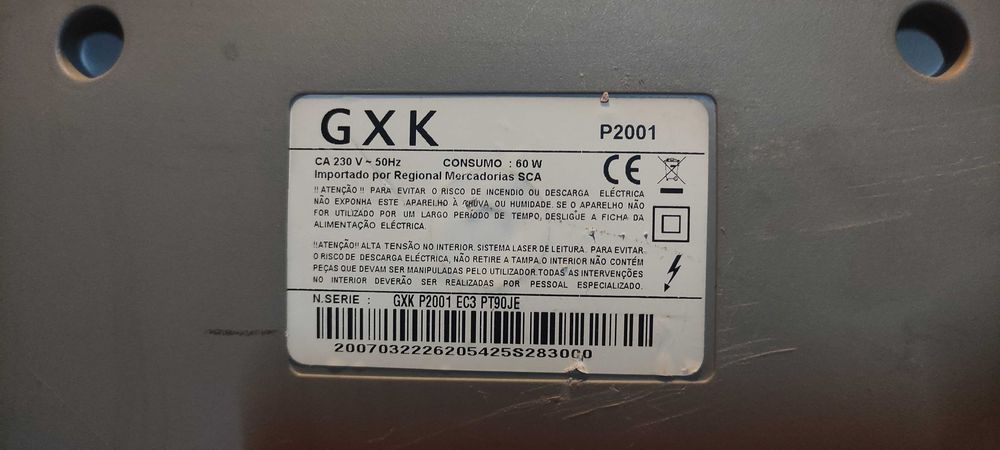 GXK
P2001
CA 230 V ~ 50Hz CONSUMO : 60 W
Importado por Regional Mercadorias SCA
CE
!! ATENÇÃO !! PARA EVITAR O RISCO DE INCENDIO OU DESCARGA ELÉCTRICA
NÃO EXPONHA ESTE APARELHO À CHUVA OU HUMIDADE. SE O APARELHO NÃO
FOR UTILIZADO POR UM LARGO PERÍODO DE TEMPO, DESLIGUE A FICHA DA
ALIMENTAÇÃO ELÉCTRICA.
!!ATENÇÃO!! ALTA TENSÃO NO INTERIOR. SISTEMA LASER DE LEITURA. PARA EVITAR
O RISCO DE DESCARGA ELÉCTRICA, NÃO RETIRE A TAMPA. O INTERIOR NÃO CONTÉM
PEÇAS QUE DEVAM SER MANIPULADAS PELO UTILIZADOR. TODAS AS INTERVENÇÕES
NO INTERIOR DEVERÃO SER REALIZADAS POR PESSOAL ESPECIALIZADO.
N.SERIE : GXK P2001 EC3 PT90JE
2007032226205425S283000